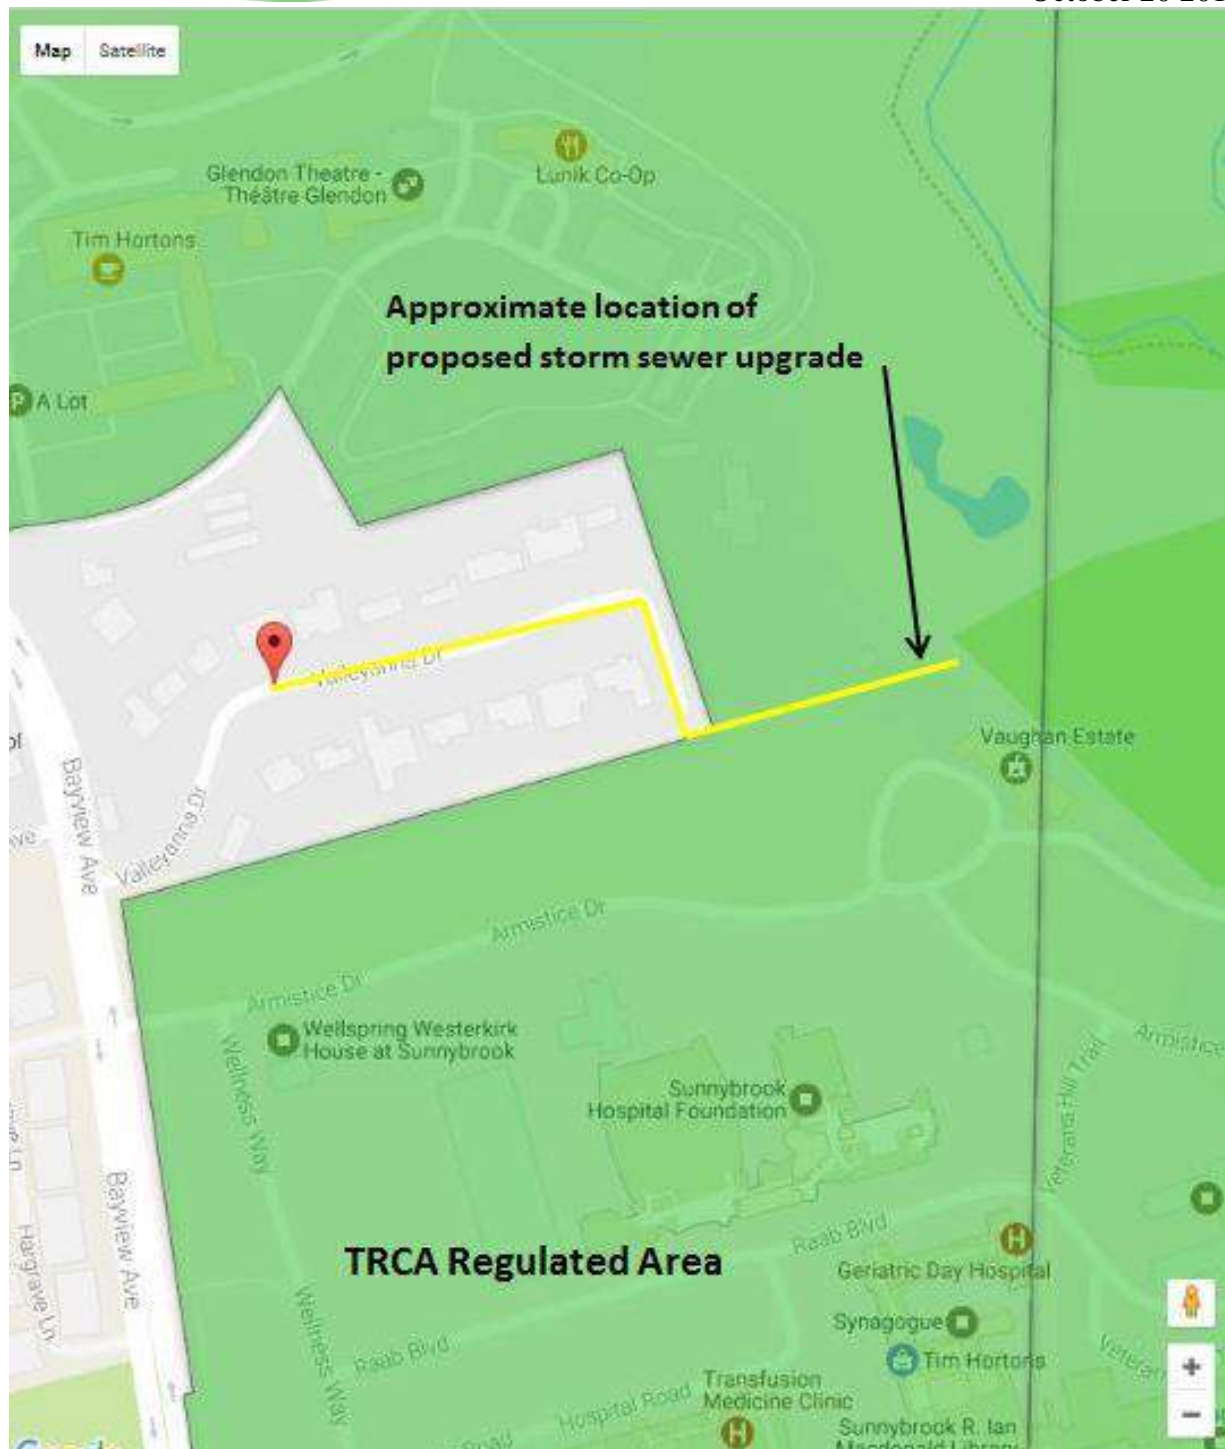 Map Satellite
Glendon Theatre -
Théâtre Glendon
Lunik Co-Op
Tim Hortons
Approximate location of
proposed storm sewer upgrade
A Lot
Valleyanna Dr
Vaughan Estate
Bayview Ave
Valleyanna Dr
Armistice Dr
Armistice Dr
Wellspring Westerkirk
House at Sunnybrook
Armistice
Wellness Way
Sunnybrook
Hospital Foundation
Veterans Hill Trail
Bayview Ave
Hargrave Ln
Raab Blvd
TRCA Regulated Area
Geriatric Day Hospital
Wellness Way
Synagogue
Raab Blvd
Tim Hortons
Transfusion
Medicine Clinic
Hospital Road
Sunnybrook R. Ian